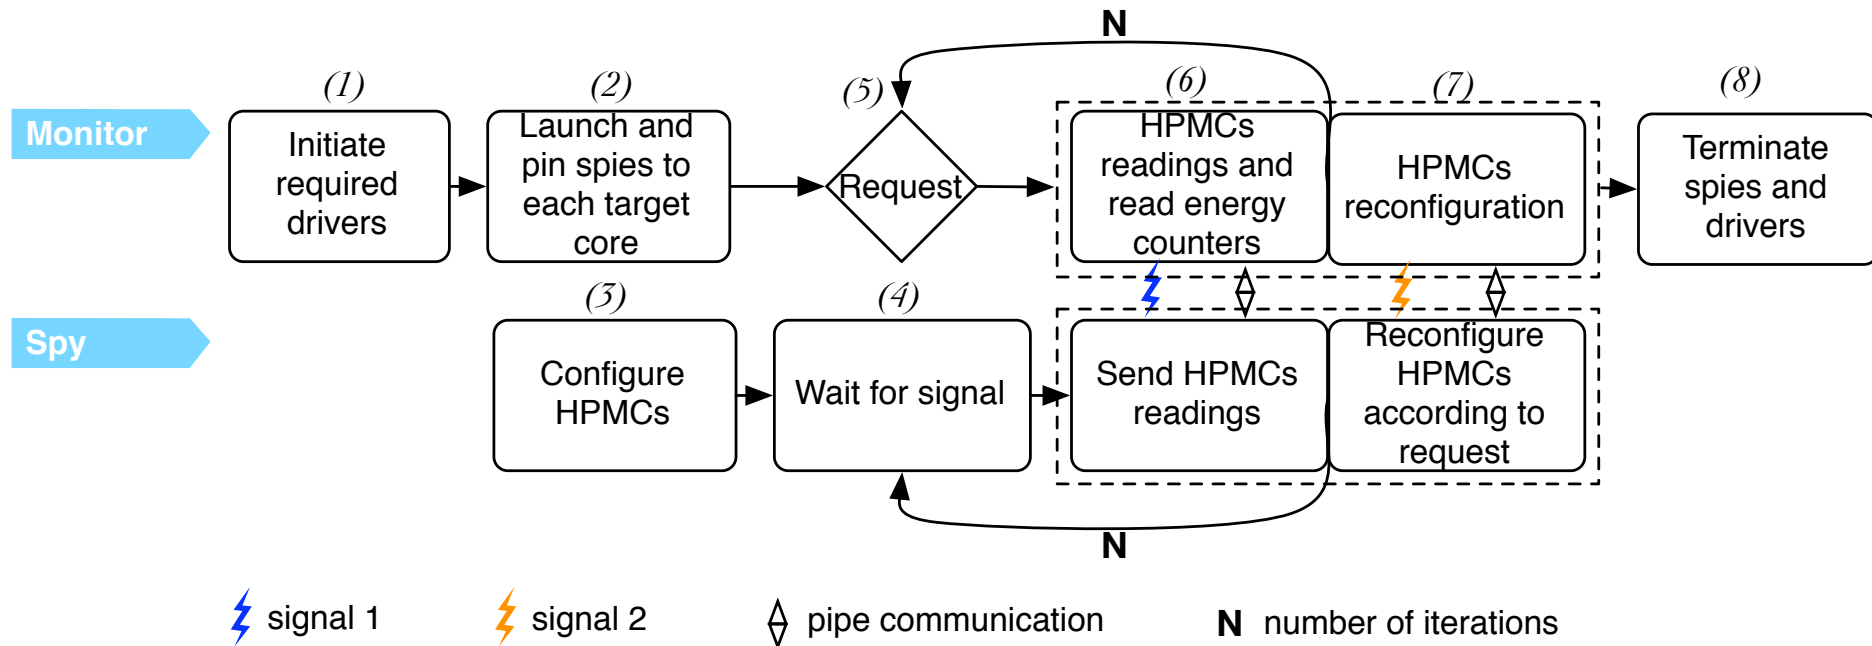 N
(1)
(2)
(5)
(6)
(7)
(8)
Monitor
Initiate
required
drivers
Launch and
pin spies to
each target
core
Request
HPMCs
readings and
read energy
counters
HPMCs
reconfiguration
Terminate
spies and
drivers
(3)
(4)
Spy
Configure
HPMCs
Wait for signal
Send HPMCs
readings
Reconfigure
HPMCs
according to
request
N
signal 1
signal 2
pipe communication
N number of iterations